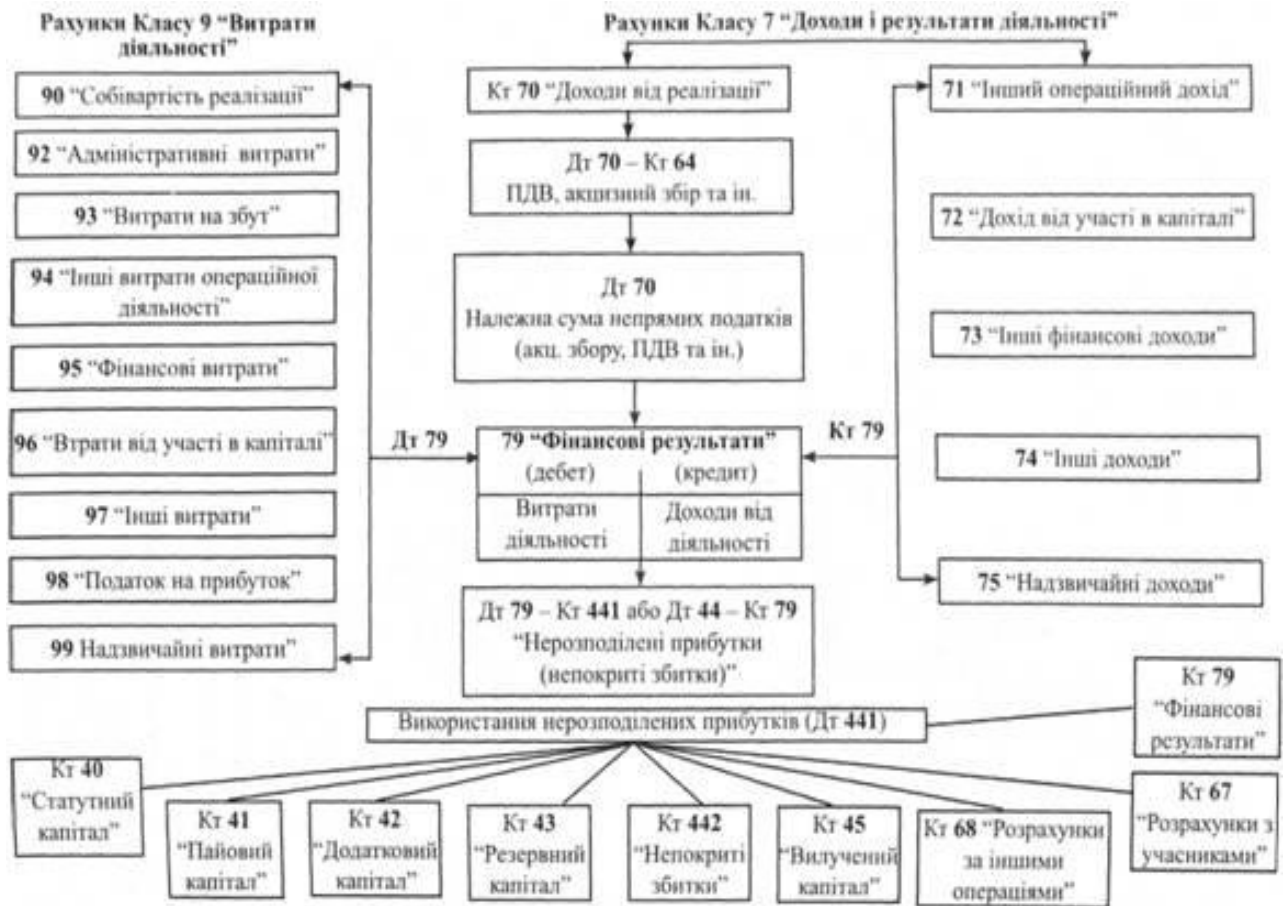 Рахунки Класу 9 “Витрати
діяльності”
90 “Собівартість реалізації”
92 “Адміністративні витрати”
93 “Витрати на збут”
94 “Інші витрати операційної
діяльності”
95 “Фінансові витрати”
96 “Втрати від участі в капіталі”
97 “Інші витрати”
98 “Податок на прибуток”
99 Надзвичайні витрати”
Дт 79
Рахунки Класу 7 “Доходи і результати діяльності”
Кт 70 “Доходи від реалізації”
Дт 70 – Кт 64
ПДВ, акцизний збір та ін.
Дт 70
Належна сума непрямих податків
(акц. збору, ПДВ та ін.)
79 “Фінансові результати”
(дебет) (кредит)
Витрати
діяльності
Доходи від
діяльності
Дт 79 – Кт 441 або Дт 44 – Кт 79
“Нерозподілені прибутки
(непокриті збитки)”
Кт 79
71 “Інший операційний дохід”
72 “Дохід від участі в капіталі”
73 “Інші фінансові доходи”
74 “Інші доходи”
75 “Надзвичайні доходи”
Використання нерозподілених прибутків (Дт 441)
Кт 79
“Фінансові
результати”
Кт 40
“Статутний
капітал”
Кт 41
“Пайовий
капітал”
Кт 42
“Додатковий
капітал”
Кт 43
“Резервний
капітал”
Кт 442
“Непокриті
збитки”
Кт 45
“Вилучений
капітал”
Кт 68 “Розрахунки
за іншими
операціями”
Кт 67
“Розрахунки з
учасниками”